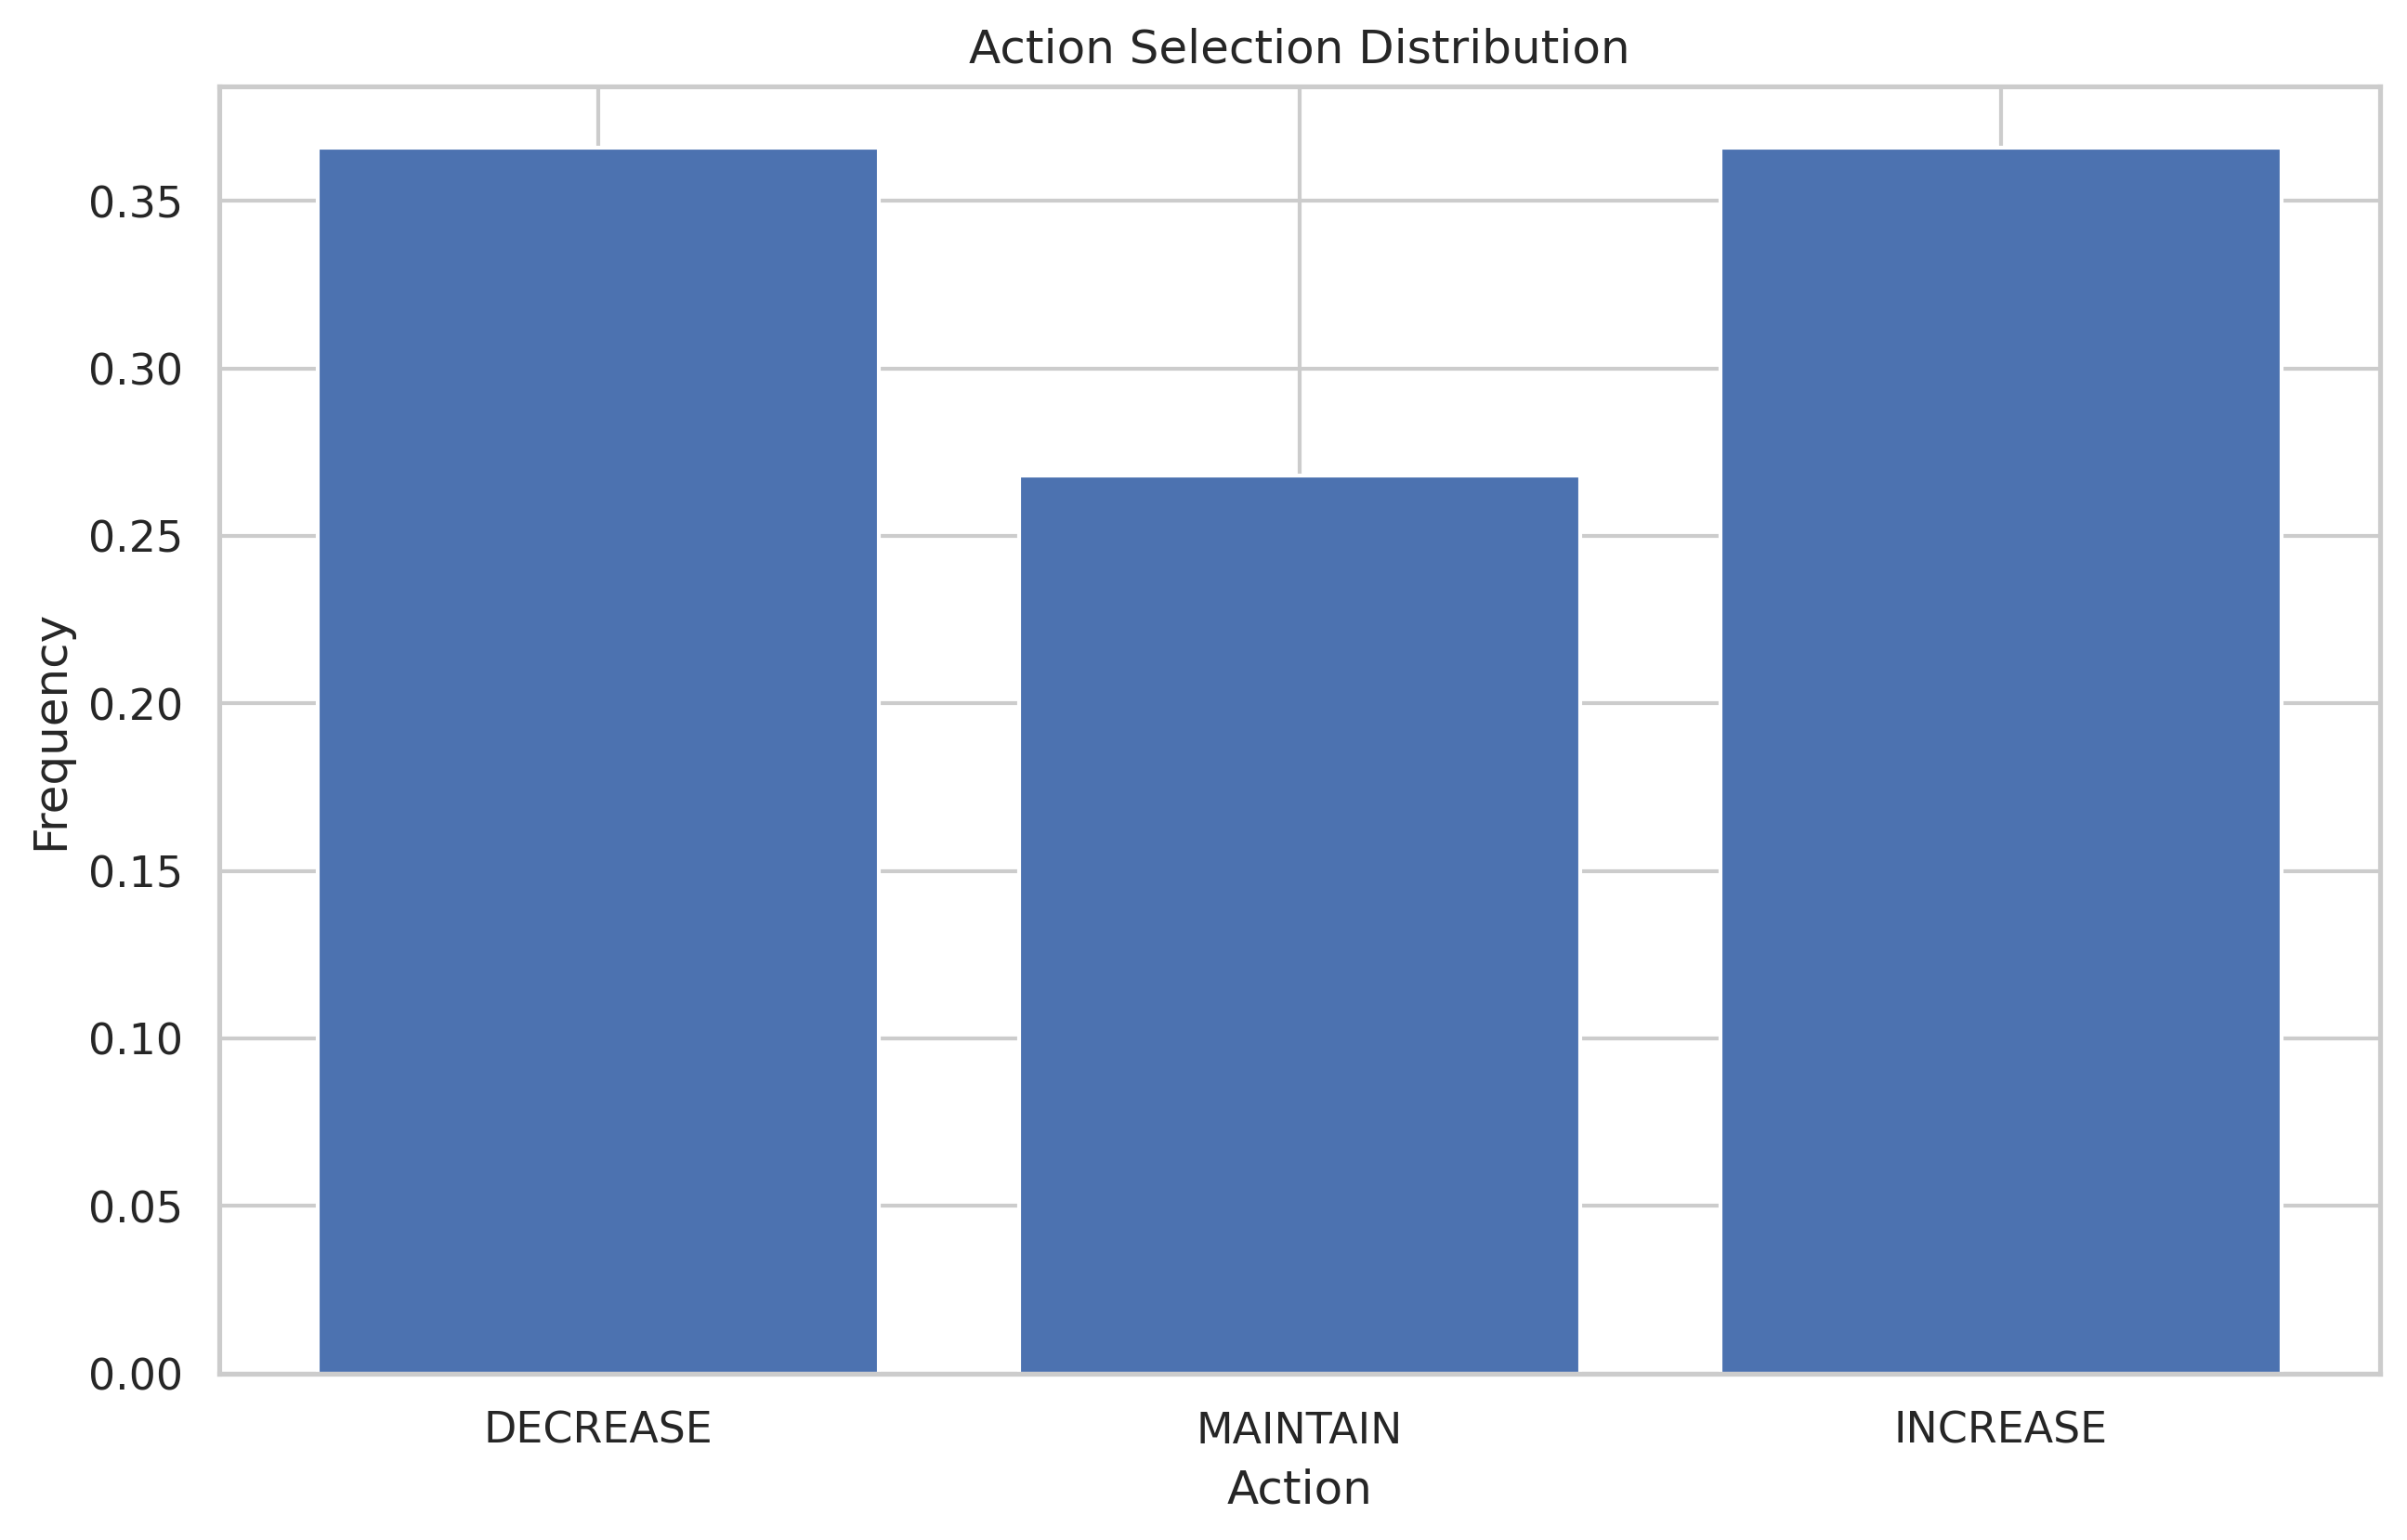 Action Selection Distribution
Frequency
0.35
0.30
0.25
0.20
0.15
0.10
0.05
0.00
DECREASE
MAINTAIN
INCREASE
Action